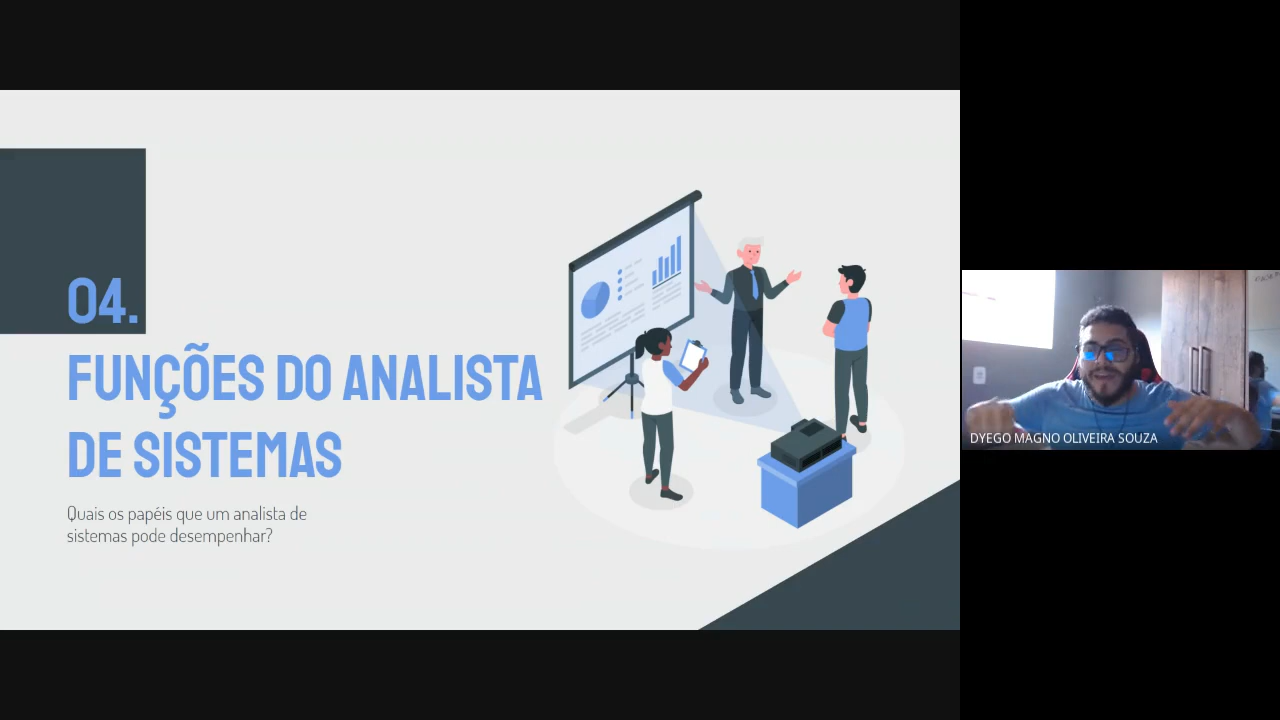 04.
FUNÇÕES DO ANALISTA
DE SISTEMAS
Quais os papéis que um analista de
sistemas pode desempenhar?
DYEGO MAGNO OLIVEIRA SOUZA